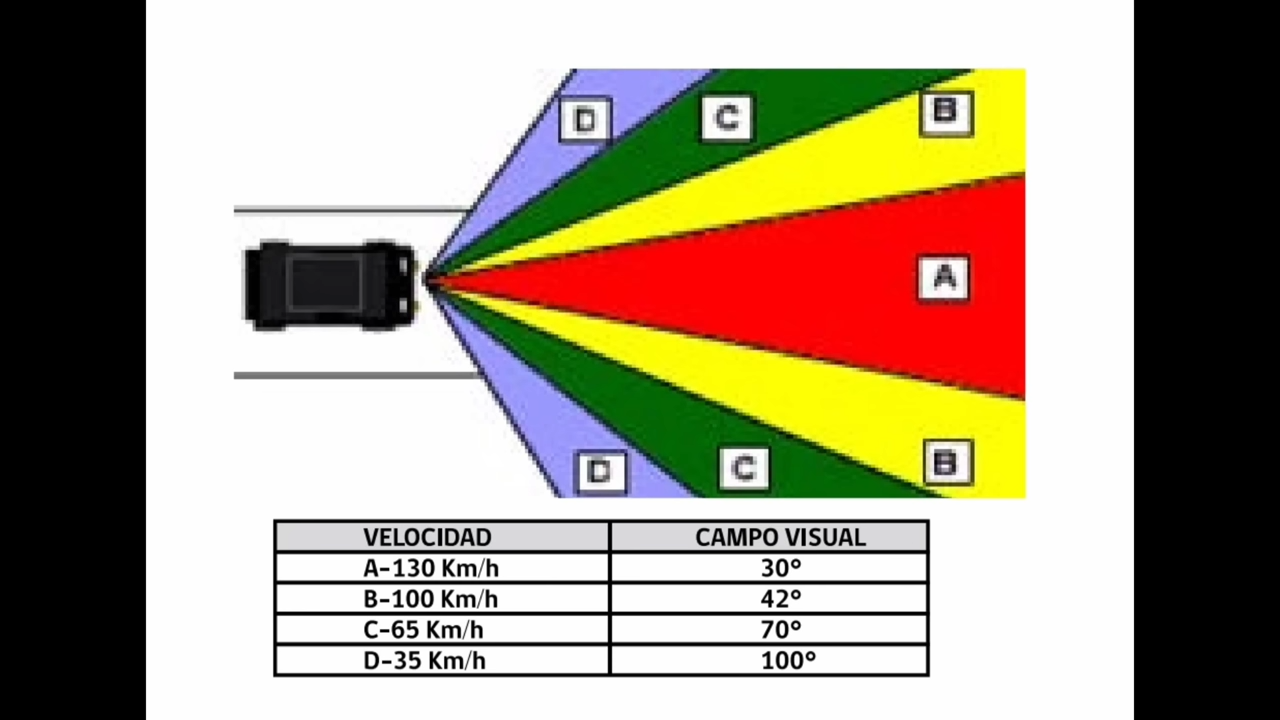 D
C
B
A
D
C
B
VELOCIDAD CAMPO VISUAL
A-130 Km/h 30°
B-100 Km/h 42°
C-65 Km/h 70°
D-35 Km/h 100°